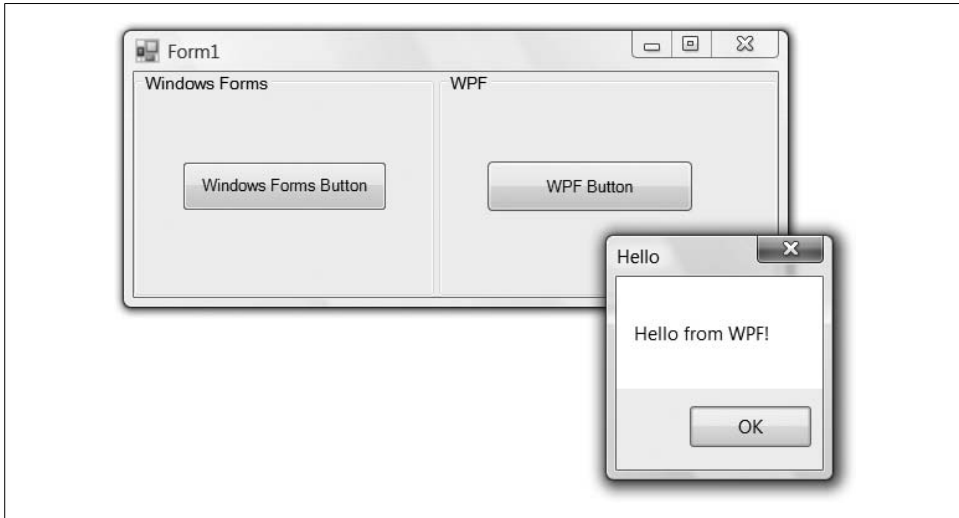 Form1
Windows Forms
WPF
Windows Forms Button
WPF Button
Hello
Hello from WPF!
OK